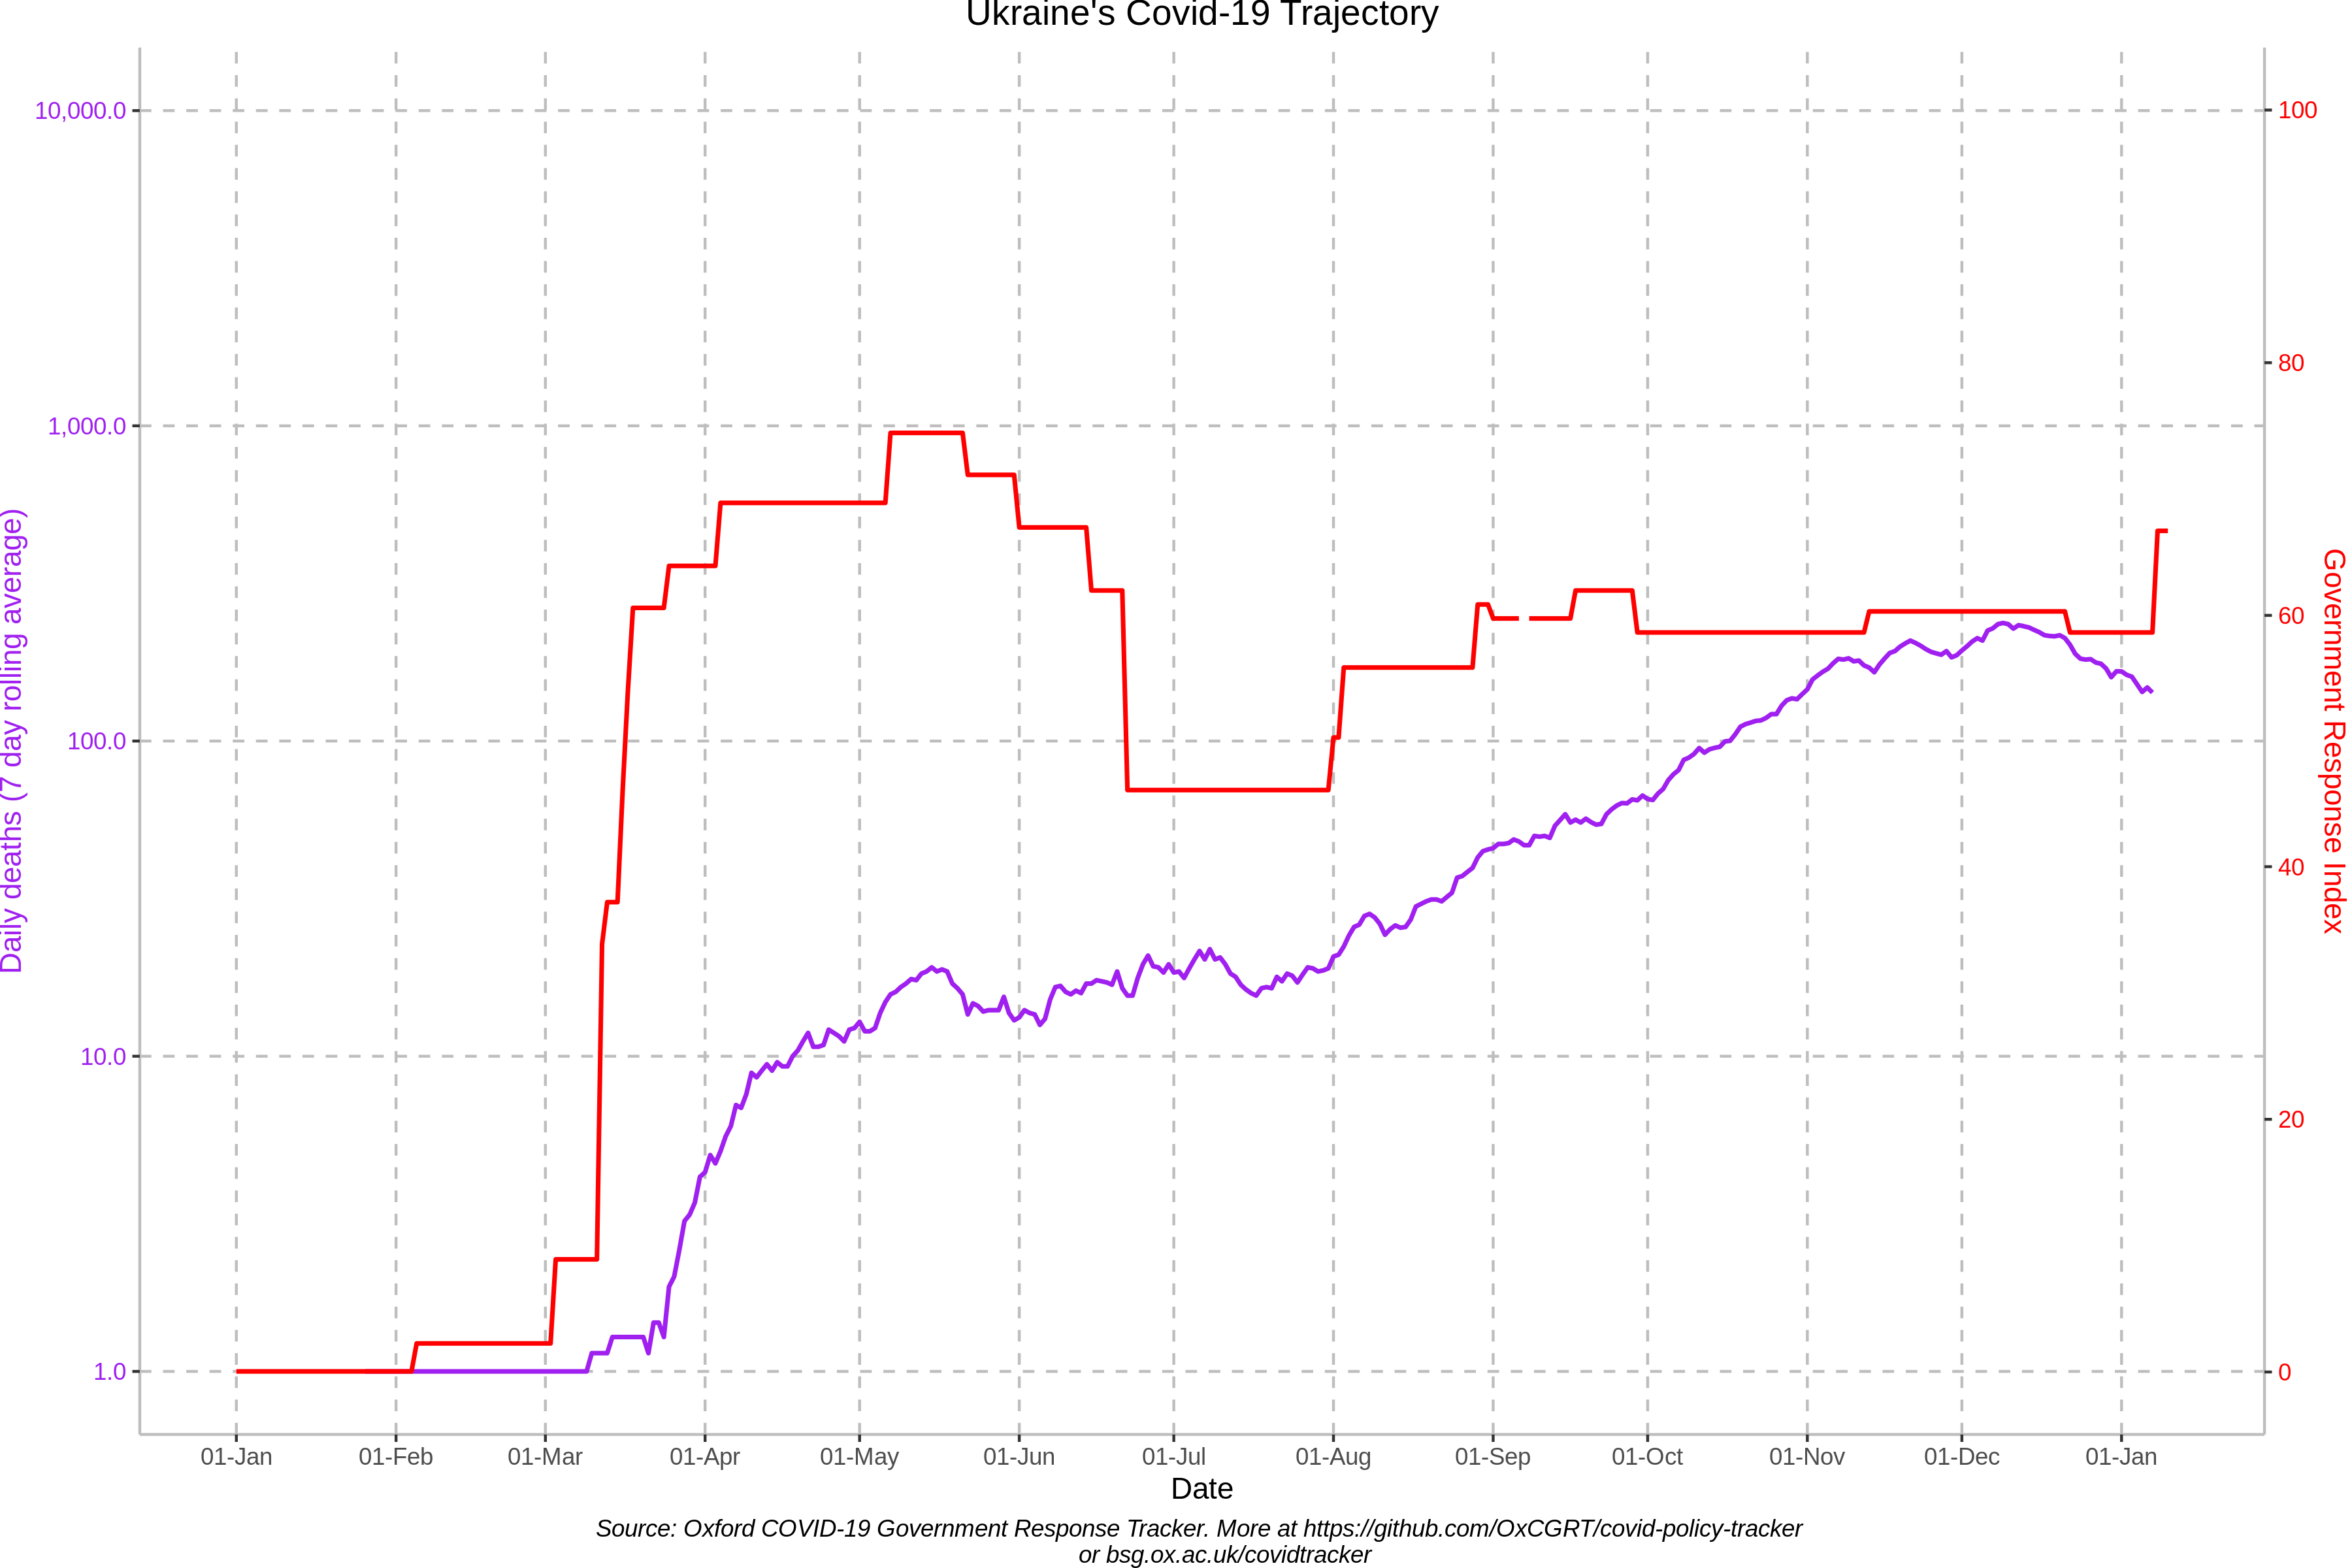 Ukraine's Covid-19 Trajectory
10,000.0
1,000.0
100.0
10.0
1.0
Daily deaths (7 day rolling average)
100
80
60
40
20
0
Government Response Index
01-Jan 01-Feb 01-Mar 01-Apr 01-May 01-Jun 01-Jul 01-Aug 01-Sep 01-Oct 01-Nov 01-Dec 01-Jan
Date
Source: Oxford COVID-19 Government Response Tracker. More at https://github.com/OxCGRT/covid-policy-tracker
or bsg.ox.ac.uk/covidtracker